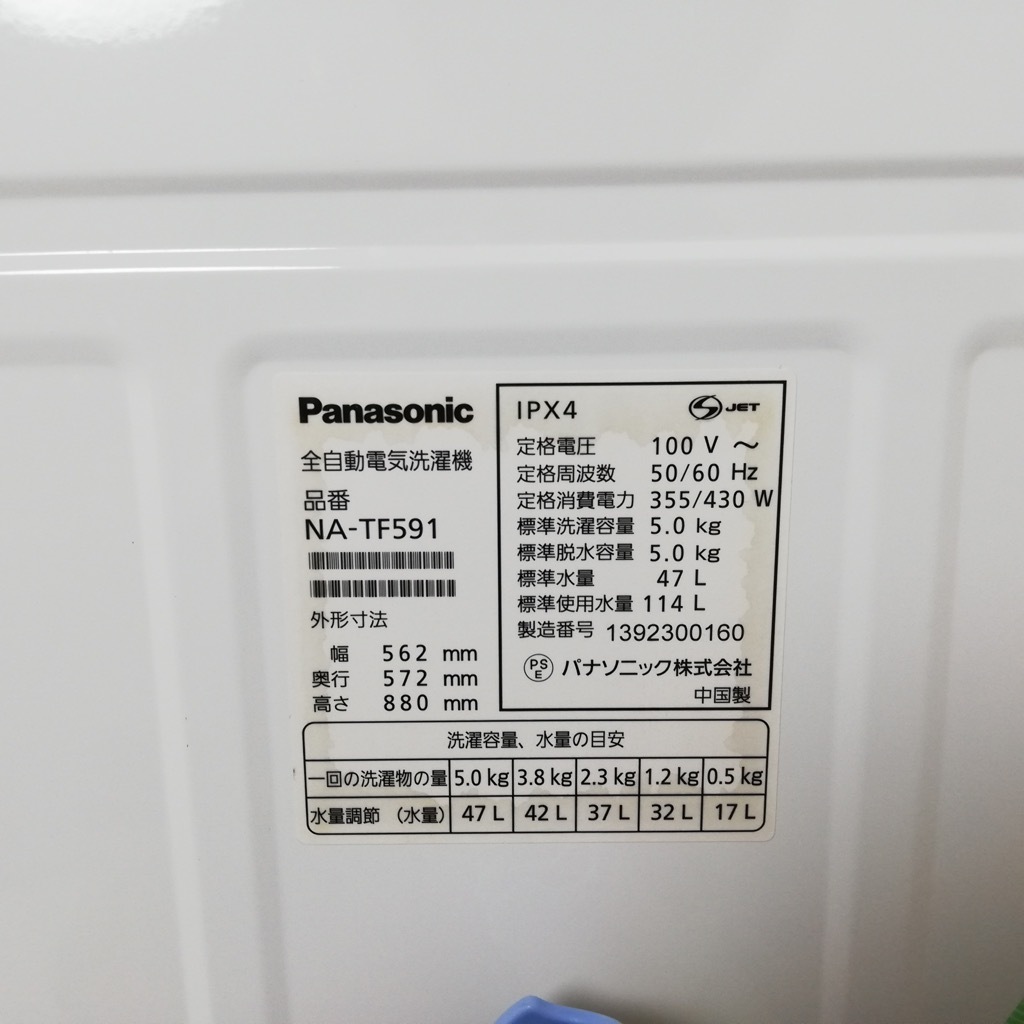 Panasonic
全自動電気洗濯機
品番
NA-TF591
外形寸法
幅 562 mm
奥行 572 mm
高さ 880 mm
IPX4
S JET
定格電圧 100 V ～
定格周波数 50/60 Hz
定格消費電力 355/430 W
標準洗濯容量 5.0 kg
標準脱水容量 5.0 kg
標準水量 47 L
標準使用水量 114 L
製造番号 1392300160
PS E パナソニック株式会社
中国製
洗濯容量、水量の目安
一回の洗濯物の量 5.0 kg 3.8 kg 2.3 kg 1.2 kg 0.5 kg
水量調節 （水量） 47 L 42 L 37 L 32 L 17 L